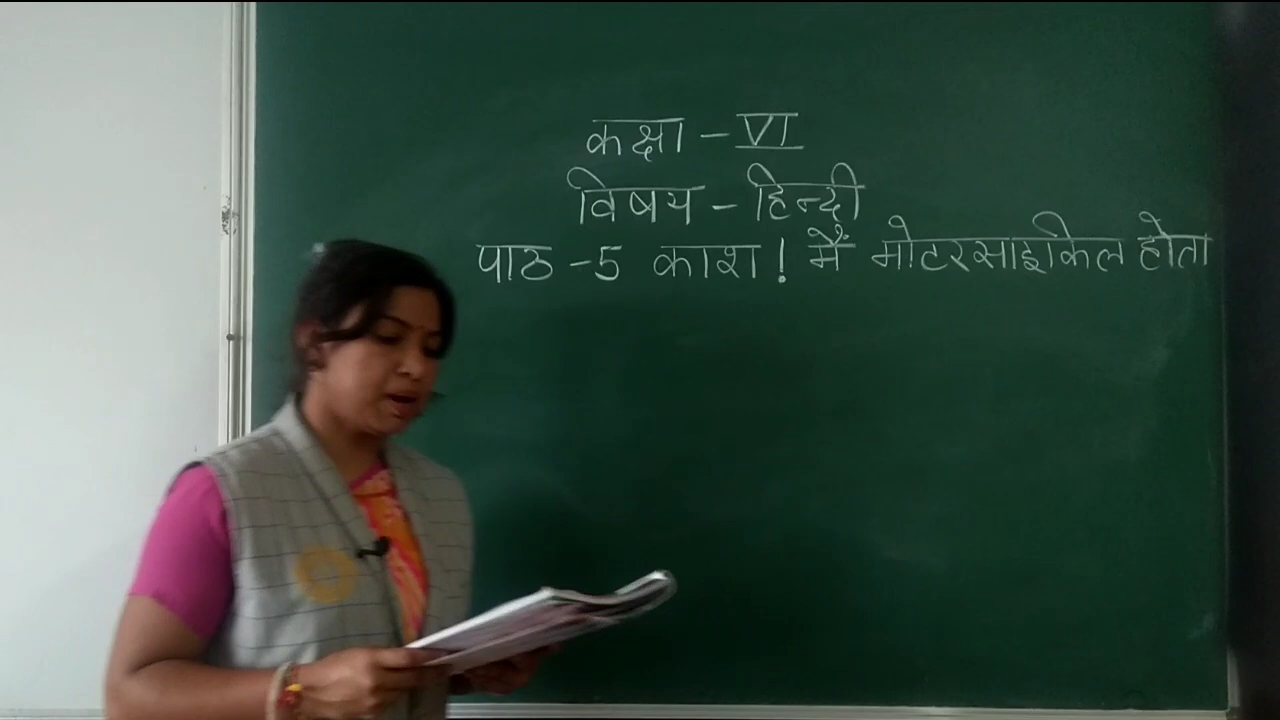 कक्षा - VI
विषय - हिन्दी
पाठ - 5 काश! मैं मोटरसाइकिल होता